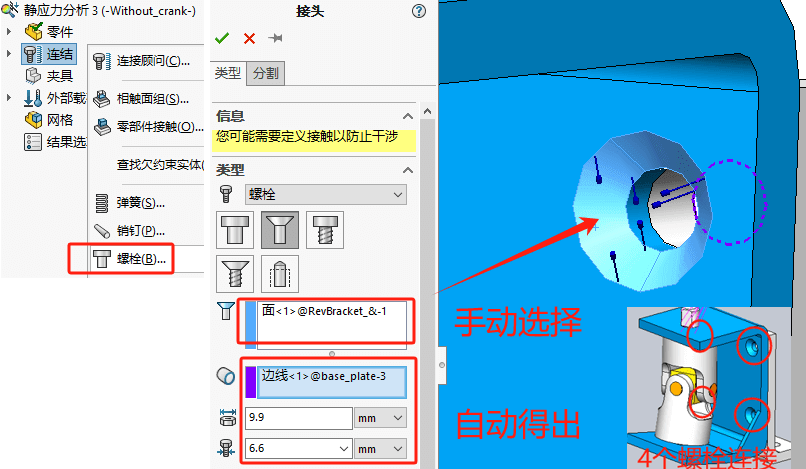 静应力分析 3 (-Without_crank-)
零件
连结
夹具
外部载
网格
结果选
连接顾问(C)...
相触面组(S)...
零部件接触(O)...
查找欠约束实体(
弹簧(S)...
销钉(P)...
螺栓(B)...
接头
类型
分割
信息
您可能需要定义接触以防止干涉
类型
螺栓
面<1>@RevBracket_&-1
边线<1>@base_plate-3
9.9
mm
6.6
mm
手动选择
自动得出
4个螺栓连接